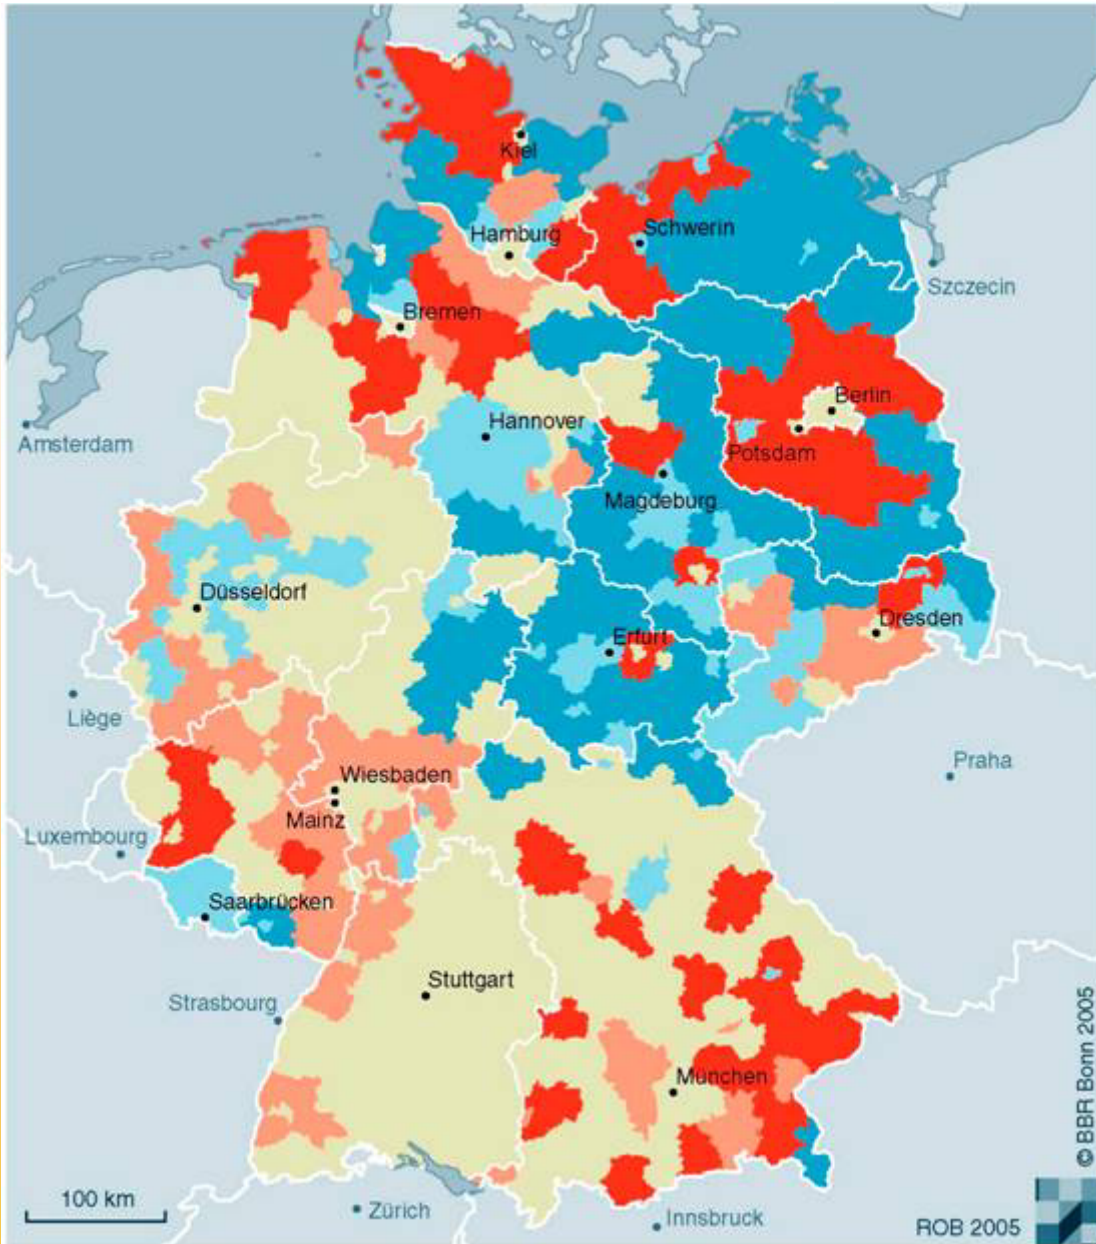 Kiel
Hamburg
Schwerin
Szczecin
Bremen
Berlin
Amsterdam
Hannover
Potsdam
Magdeburg
Düsseldorf
Erfurt
Dresden
Liège
Praha
Wiesbaden
Mainz
Luxembourg
Saarbrücken
Stuttgart
Strasbourg
München
© BBR Bonn 2005
100 km
Zürich
Innsbruck
ROB 2005